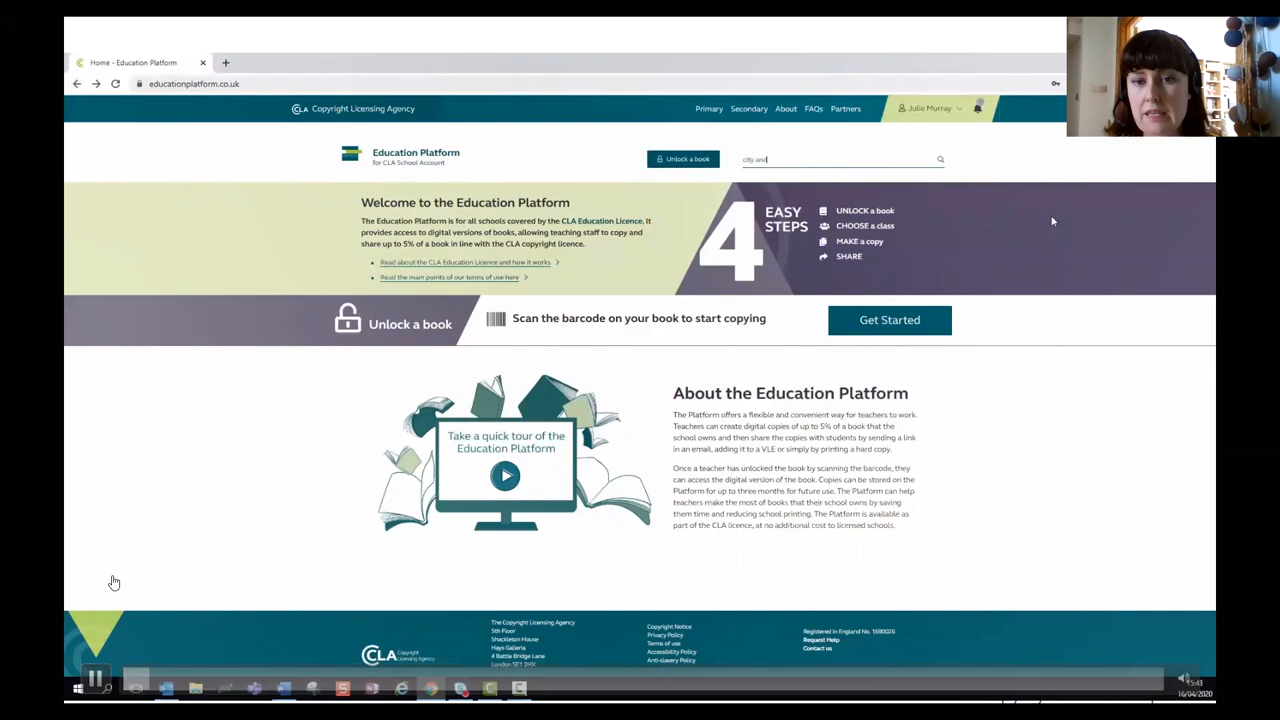 Home - Education Platform
educationplatform.co.uk
CLA Copyright Licensing Agency
Primary Secondary About FAQs Partners
Julie Murray
Education Platform
for CLA School Account
Unlock a book
city and
Welcome to the Education Platform
The Education Platform is for all schools covered by the CLA Education Licence. It
provides access to digital versions of books, allowing teaching staff to copy and
share up to 5% of a book in line with the CLA copyright licence.
Read about the CLA Education Licence and how it works
Read the main points of our terms of use here
4 EASY
STEPS
UNLOCK a book
CHOOSE a class
MAKE a copy
SHARE
Unlock a book
Scan the barcode on your book to start copying
Get Started
Take a quick tour of the
Education Platform
About the Education Platform
The Platform offers a flexible and convenient way for teachers to work.
Teachers can create digital copies of up to 5% of a book that the
school owns and then share the copies with students by sending a link
in an email, adding it to a VLE or simply by printing a hard copy.
Once a teacher has unlocked the book by scanning the barcode, they
can access the digital version of the book. Copies can be stored on the
Platform for up to three months for future use. The Platform can help
teachers make the most of books that their school owns by saving
them time and reducing school printing. The Platform is available as
part of the CLA licence, at no additional cost to licensed schools.
CLA Copyright
Licensing
Agency
The Copyright Licensing Agency
5th Floor
Shackleton House
Hays Galleria
4 Battle Bridge Lane
London SE1 2HX
Copyright Notice
Privacy Policy
Terms of use
Accessibility Policy
Anti-slavery Policy
Registered in England No. 1690026
Request Help
Contact us
15:43
16/04/2020